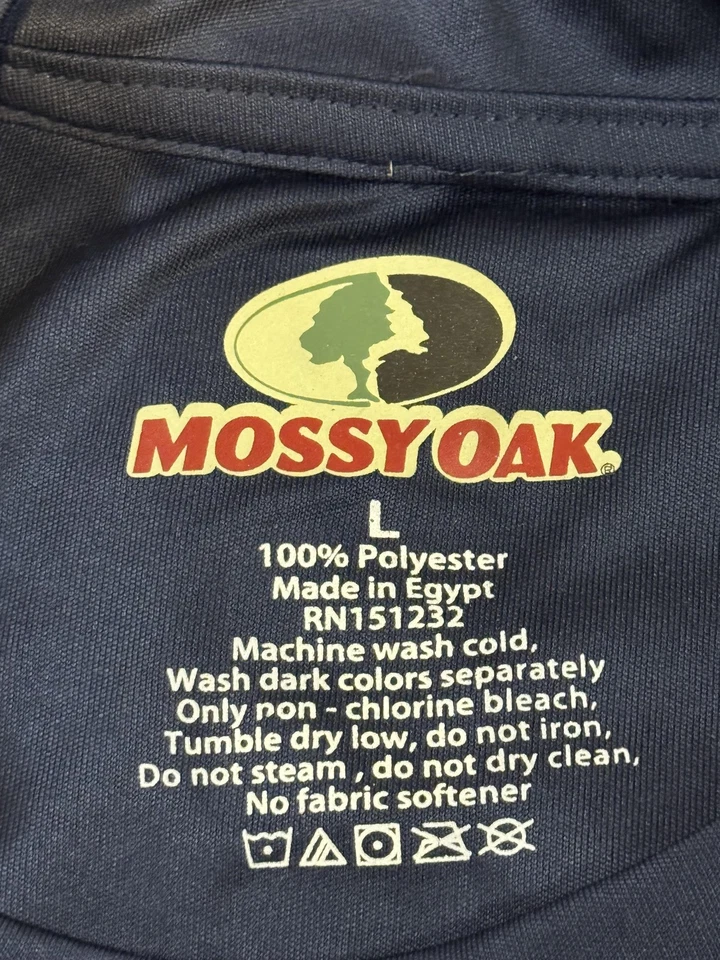 MOSSY OAK®
L
100% Polyester
Made in Egypt
RN151232
Machine wash cold,
Wash dark colors separately
Only non - chlorine bleach,
Tumble dry low, do not iron,
Do not steam , do not dry clean,
No fabric softener